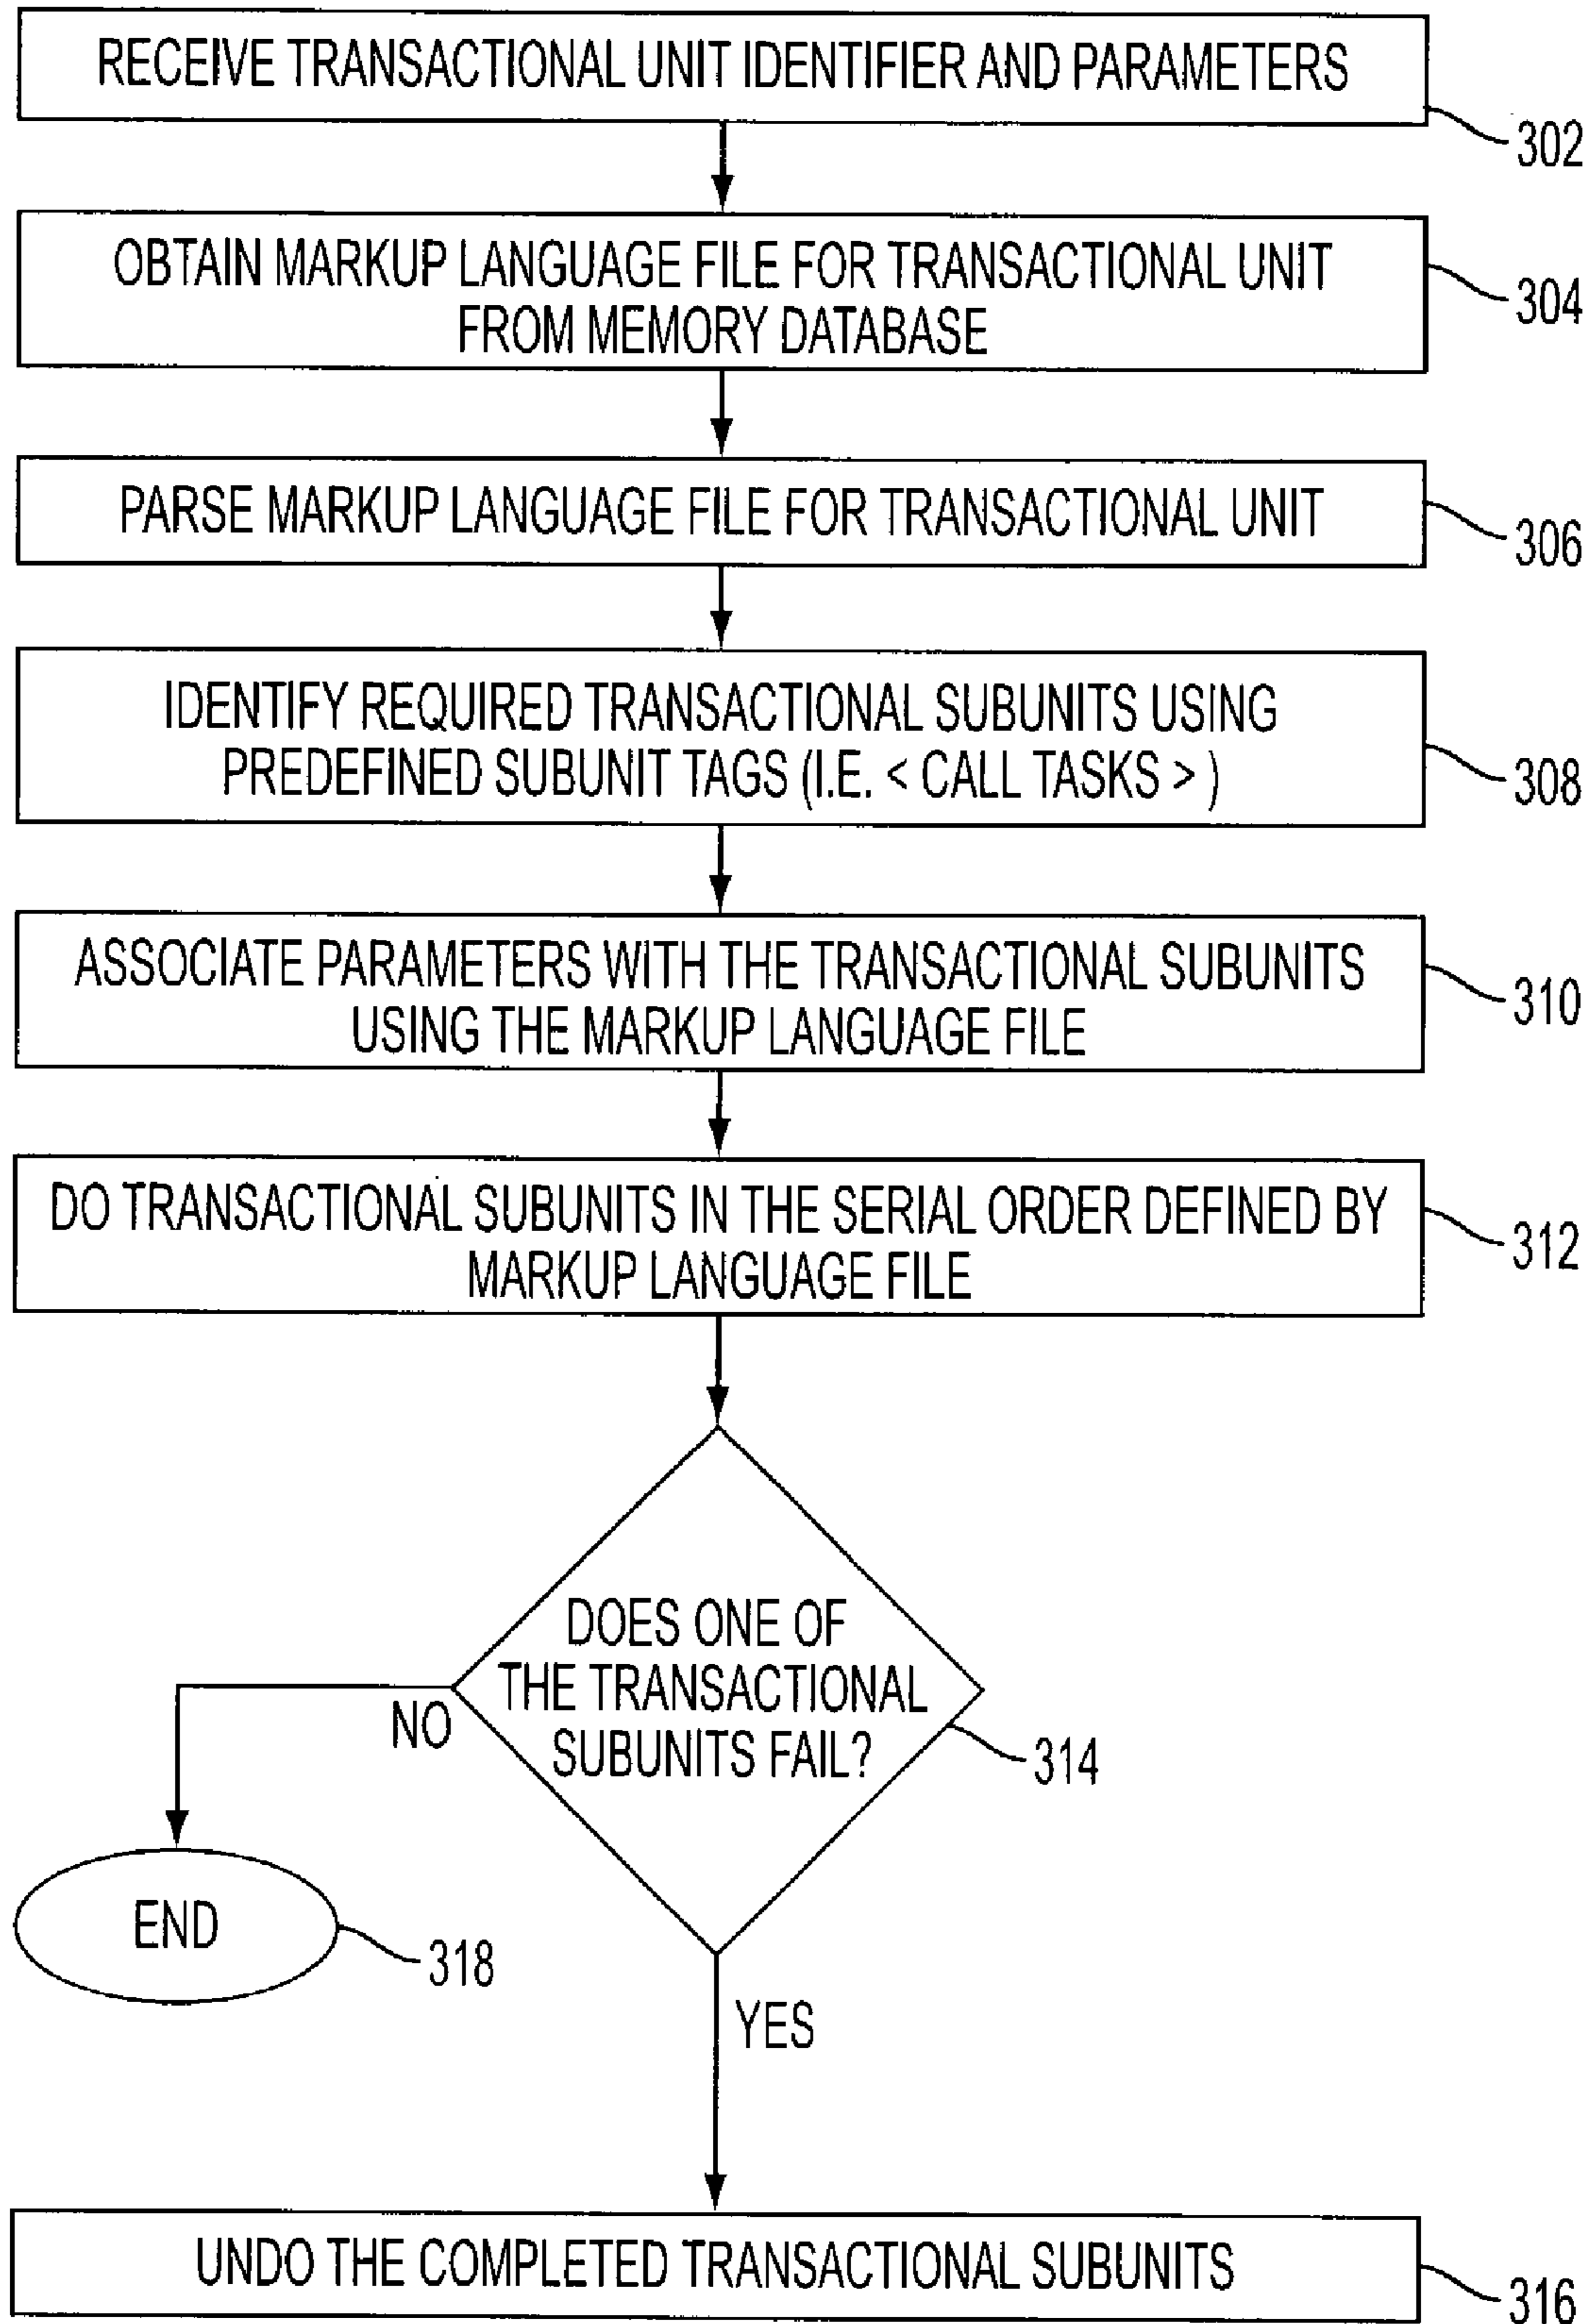 RECEIVE TRANSACTIONAL UNIT IDENTIFIER AND PARAMETERS
302
OBTAIN MARKUP LANGUAGE FILE FOR TRANSACTIONAL UNIT
FROM MEMORY DATABASE
304
PARSE MARKUP LANGUAGE FILE FOR TRANSACTIONAL UNIT
306
IDENTIFY REQUIRED TRANSACTIONAL SUBUNITS USING
PREDEFINED SUBUNIT TAGS (I.E. < CALL TASKS > )
308
ASSOCIATE PARAMETERS WITH THE TRANSACTIONAL SUBUNITS
USING THE MARKUP LANGUAGE FILE
310
DO TRANSACTIONAL SUBUNITS IN THE SERIAL ORDER DEFINED BY
MARKUP LANGUAGE FILE
312
DOES ONE OF
THE TRANSACTIONAL
SUBUNITS FAIL?
314
NO
END
318
YES
UNDO THE COMPLETED TRANSACTIONAL SUBUNITS
316